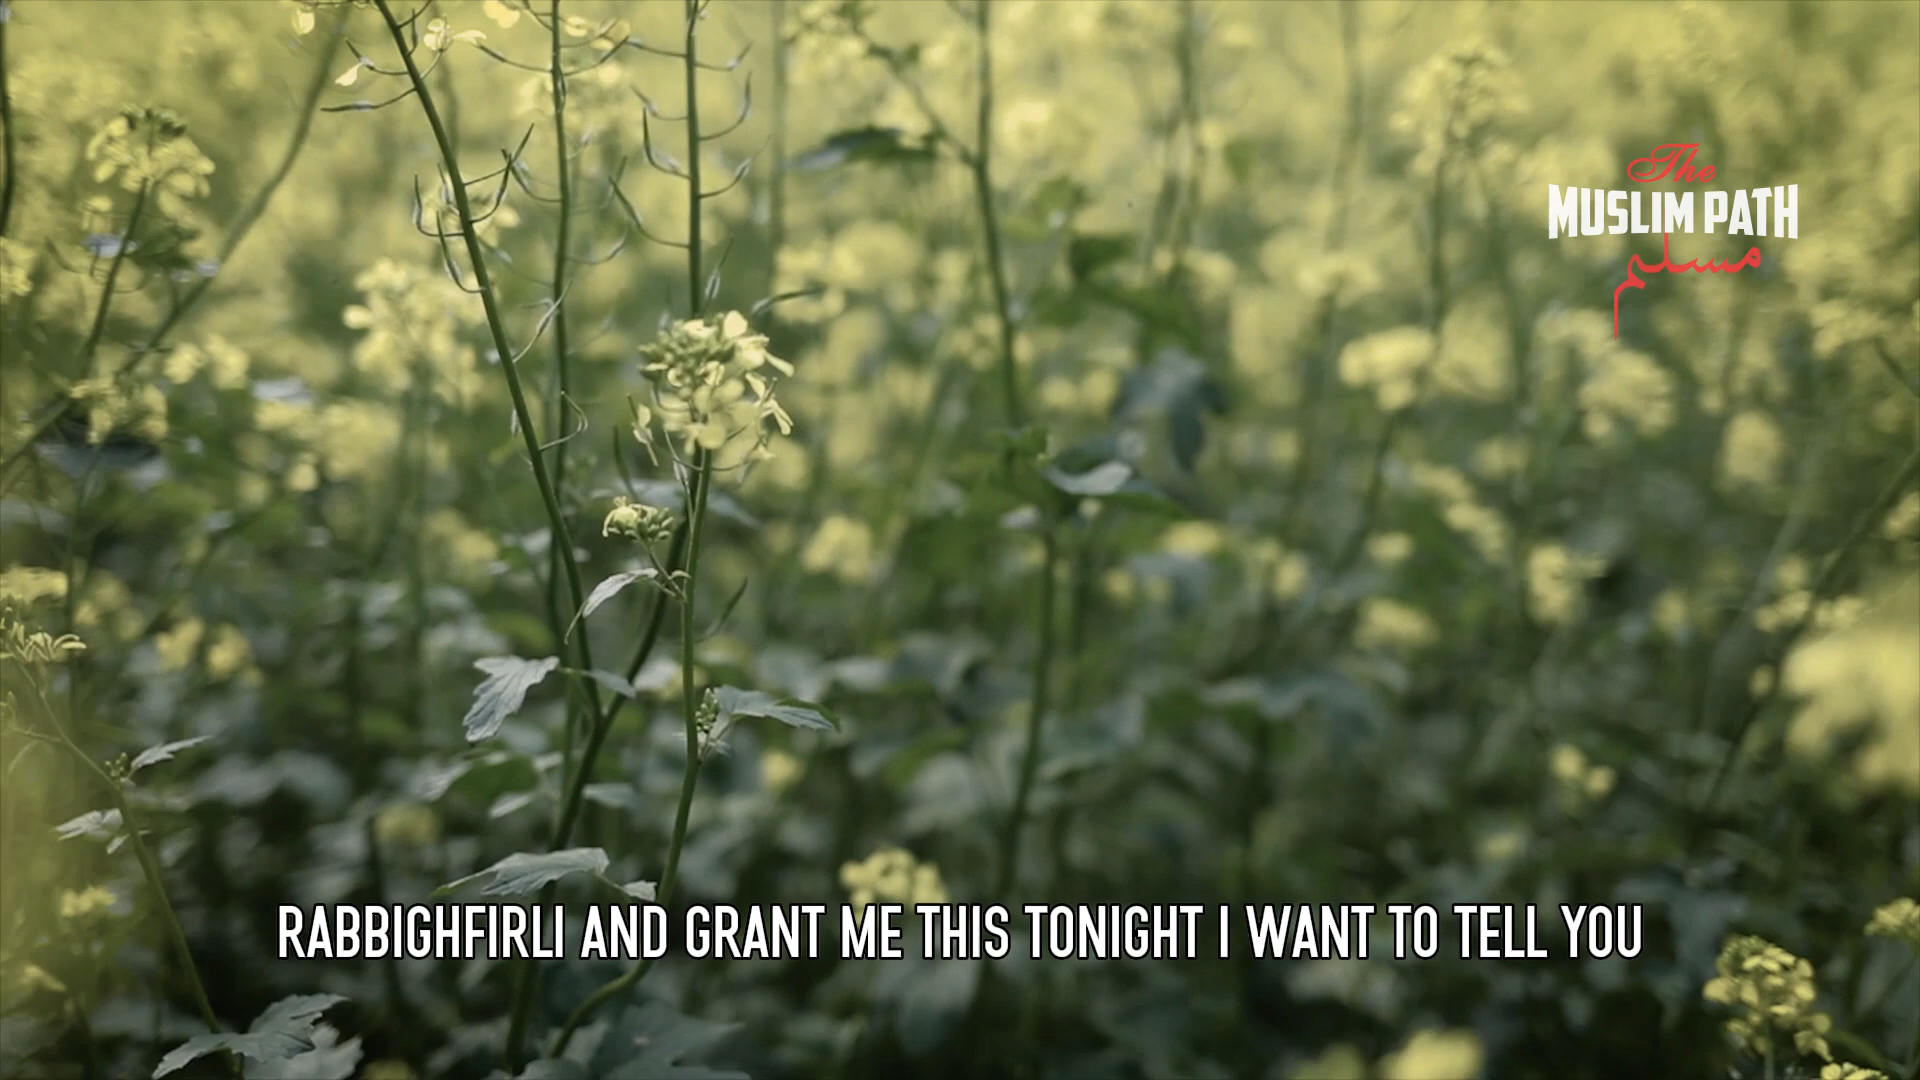 The
MUSLIM PATH
مسلم
RABBIGHFIRLI AND GRANT ME THIS TONIGHT I WANT TO TELL YOU